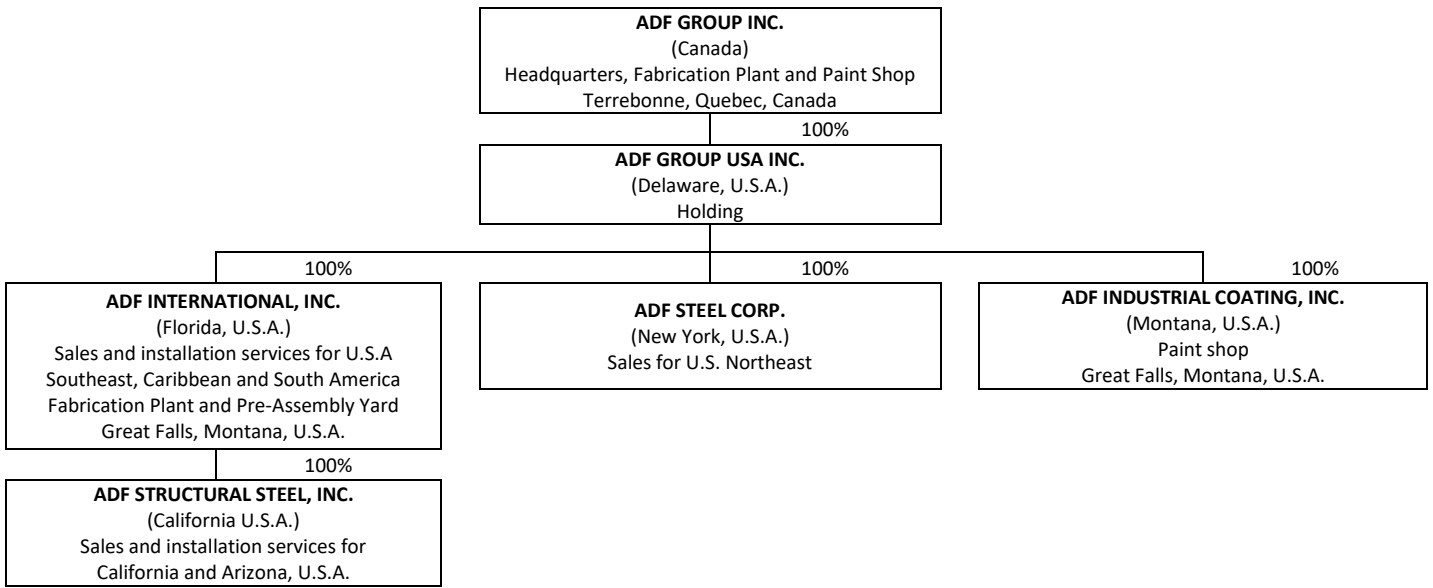 ADF GROUP INC.
(Canada)
Headquarters, Fabrication Plant and Paint Shop
Terrebonne, Quebec, Canada
100%
ADF GROUP USA INC.
(Delaware, U.S.A.)
Holding
100%
100%
100%
ADF INTERNATIONAL, INC.
(Florida, U.S.A.)
Sales and installation services for U.S.A
Southeast, Caribbean and South America
Fabrication Plant and Pre-Assembly Yard
Great Falls, Montana, U.S.A.
ADF STEEL CORP.
(New York, U.S.A.)
Sales for U.S. Northeast
ADF INDUSTRIAL COATING, INC.
(Montana, U.S.A.)
Paint shop
Great Falls, Montana, U.S.A.
100%
ADF STRUCTURAL STEEL, INC.
(California U.S.A.)
Sales and installation services for
California and Arizona, U.S.A.